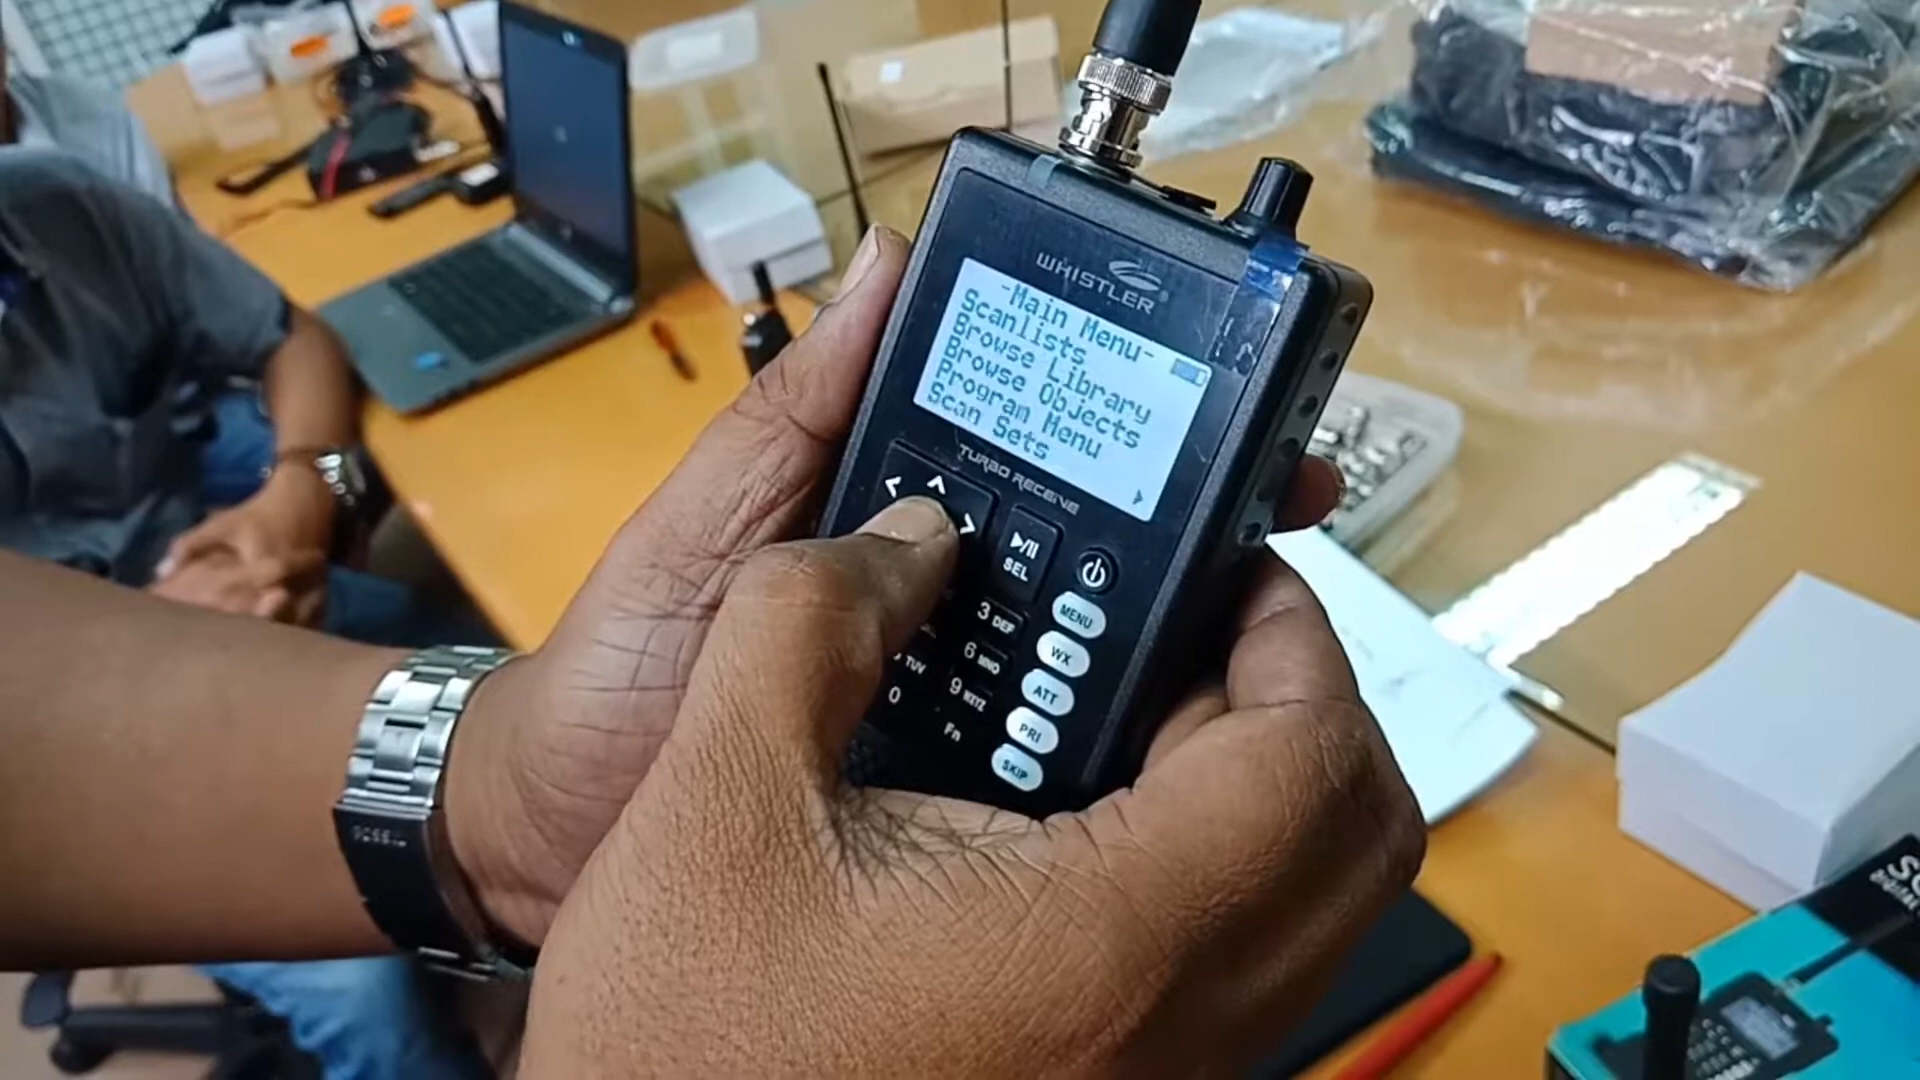 WHISTLER
-Main Menu-
Scanlists
Browse Library
Browse Objects
Program Menu
Scan Sets
TURBO RECEIVE
SEL
MENU
3 DEF
WX
6 MNO
TUV
ATT
9 WXYZ
0
PRI
Fn
SKIP